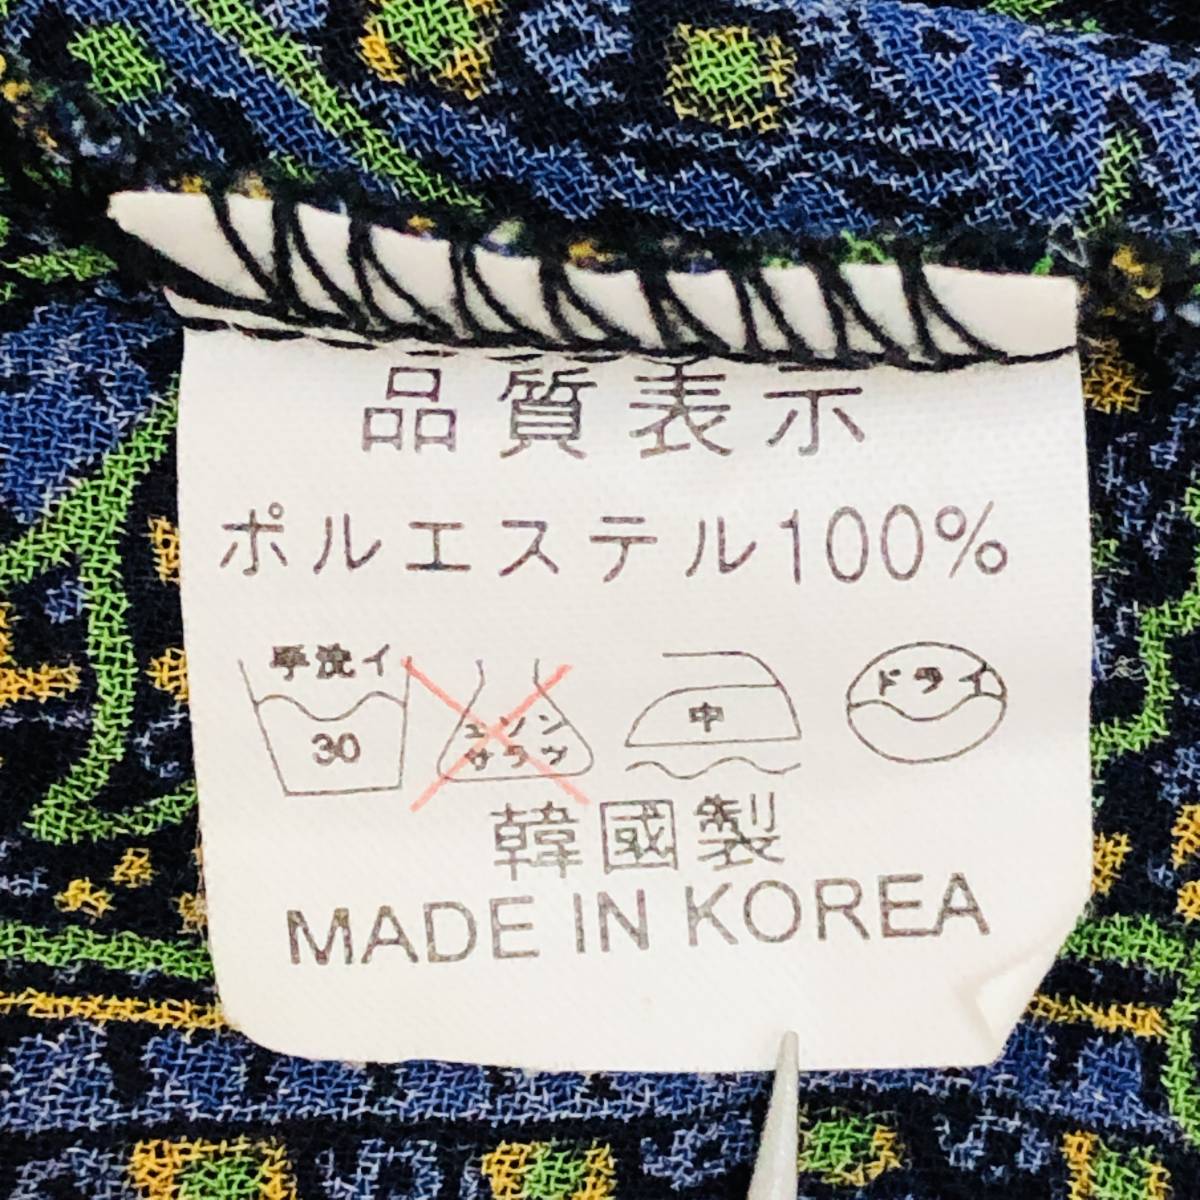 品質表示
ポルエステル100%
手洗イ
30
エンソ
サラヴ
中
ドライ
韓國製
MADE IN KOREA